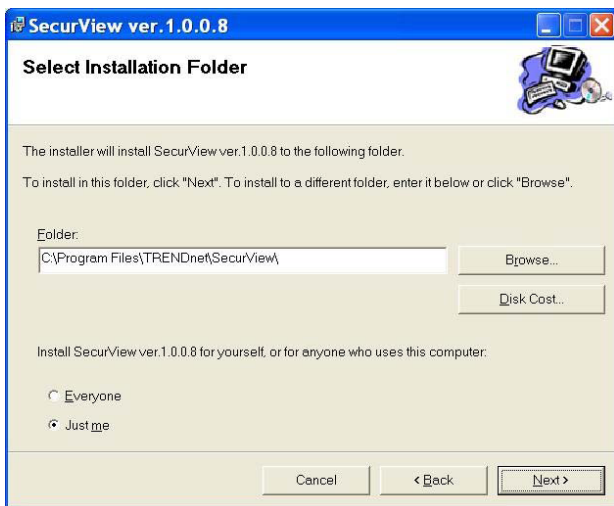 SecurView ver.1.0.0.8
Select Installation Folder
The installer will install SecurView ver.1.0.0.8 to the following folder.
To install in this folder, click "Next". To install to a different folder, enter it below or click "Browse".
Folder:
C:\Program Files\TRENDnet\SecurView\
Browse...
Disk Cost...
Install SecurView ver.1.0.0.8 for yourself, or for anyone who uses this computer:
Everyone
Just me
Cancel
< Back
Next >